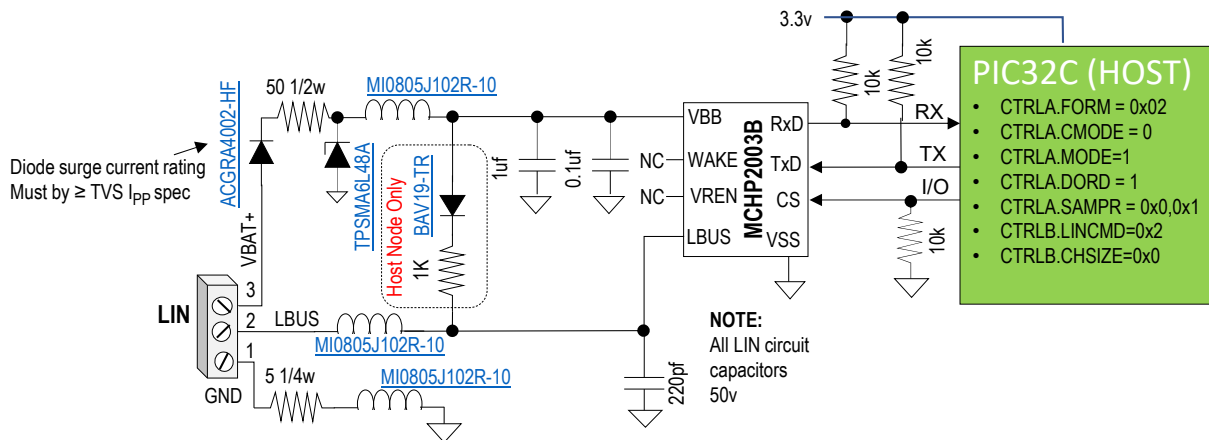 3.3v
10k
10k
PIC32C (HOST)
• CTRLA.FORM = 0x02
• CTRLA.CMODE = 0
• CTRLA.MODE=1
• CTRLA.DORD = 1
• CTRLA.SAMPR = 0x0,0x1
• CTRLB.LINCMD=0x2
• CTRLB.CHSIZE=0x0
RX
TX
I/O
10k
MI0805J102R-10
50 1/2w
ACGRA4002-HF
Diode surge current rating
Must by ≥ TVS IPP spec
TPSMA6L48A
Host Node Only
BAV19-TR
1K
1uf
0.1uf
NC
NC
VBB
WAKE
VREN
LBUS
MCHP2003B
RxD
TxD
CS
VSS
VBAT+
LIN
3
2
1
LBUS
MI0805J102R-10
GND
5 1/4w
MI0805J102R-10
220pf
NOTE:
All LIN circuit
capacitors
50v